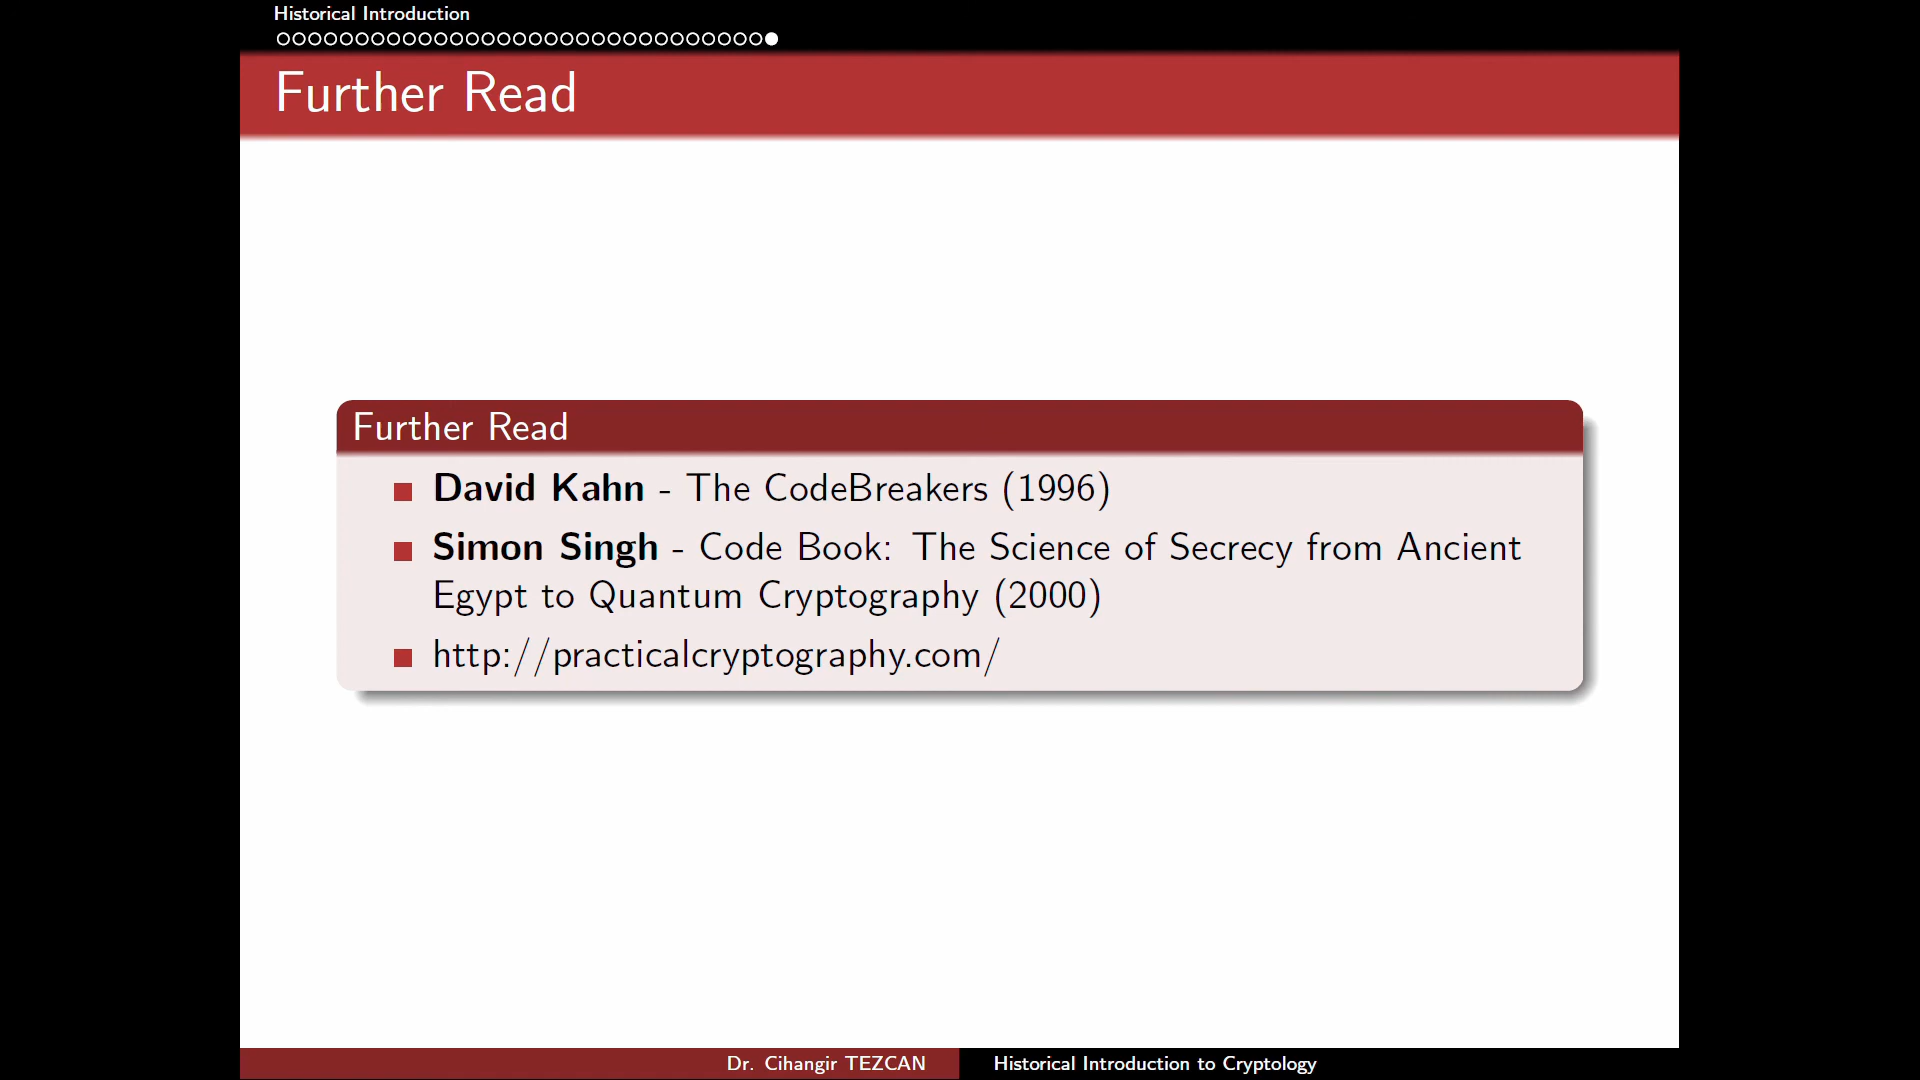 Historical Introduction
Further Read
Further Read
David Kahn - The CodeBreakers (1996)
Simon Singh - Code Book: The Science of Secrecy from Ancient
Egypt to Quantum Cryptography (2000)
http://practicalcryptography.com/
Dr. Cihangir TEZCAN
Historical Introduction to Cryptology